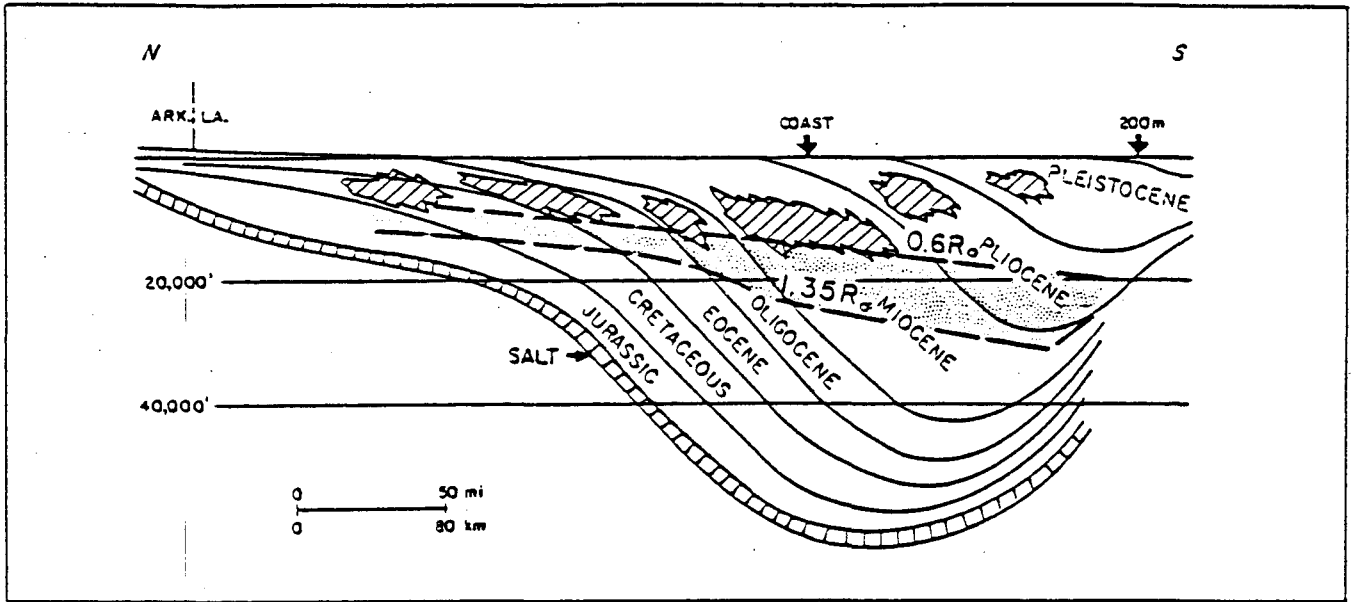 N S
ARK. LA. COAST 200m
PLEISTOCENE
0.6Ro PLIOCENE
20,000'
1.35Ro MIOCENE
OLIGOCENE
EOCENE
CRETACEOUS
JURASSIC
SALT
40,000'
0 50 mi
0 80 km